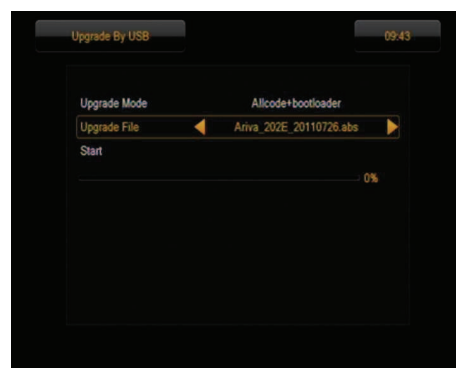 Upgrade By USB 09:43
Upgrade Mode Allcode+bootloader
Upgrade File Ariva_202E_20110726.abs
Start
0%